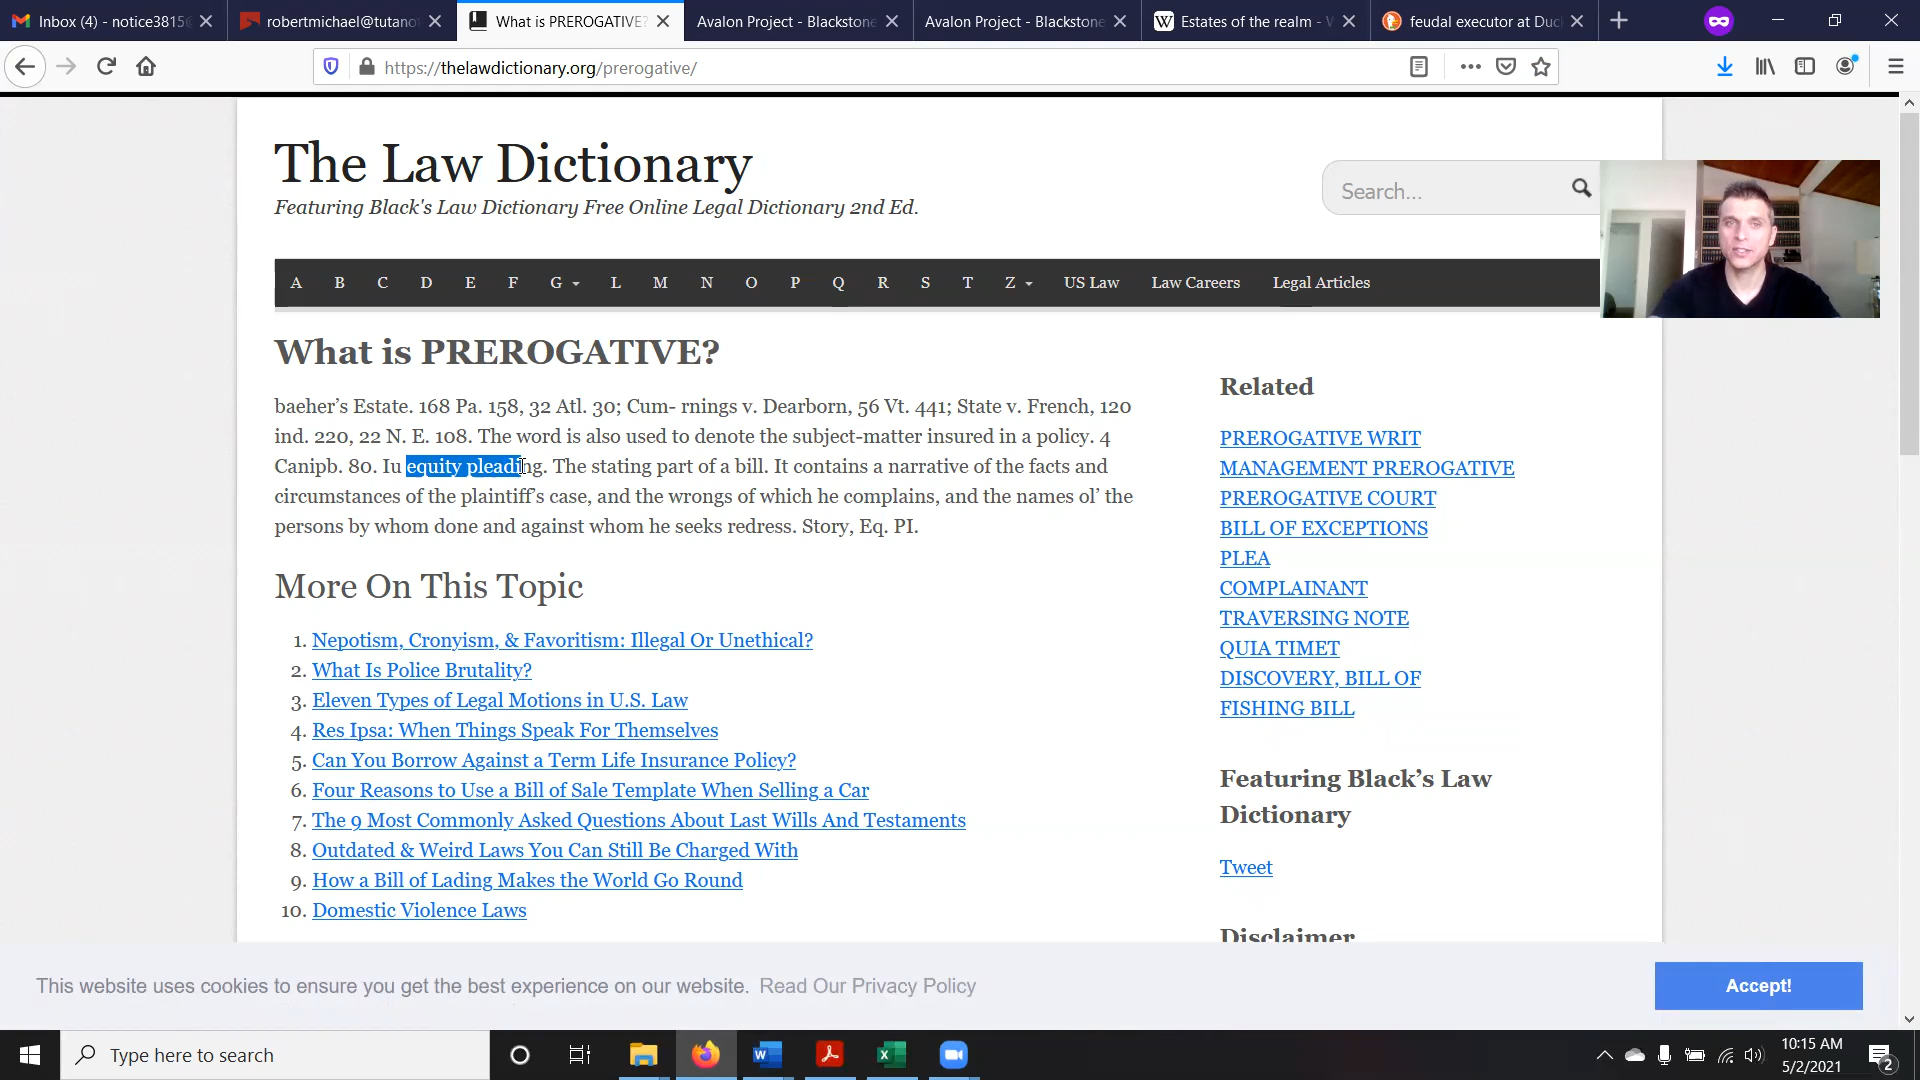 Inbox (4) - notice3815
robertmichael@tutano
What is PREROGATIVE?
Avalon Project - Blackstone
Avalon Project - Blackstone
Estates of the realm - W
feudal executor at Duc
https://thelawdictionary.org/prerogative/
The Law Dictionary
Featuring Black's Law Dictionary Free Online Legal Dictionary 2nd Ed.
Search...
A B C D E F G L M N O P Q R S T Z US Law Law Careers Legal Articles
What is PREROGATIVE?
baeher's Estate. 168 Pa. 158, 32 Atl. 30; Cum- rnings v. Dearborn, 56 Vt. 441; State v. French, 120
ind. 220, 22 N. E. 108. The word is also used to denote the subject-matter insured in a policy. 4
Canipb. 80. Iu equity pleading. The stating part of a bill. It contains a narrative of the facts and
circumstances of the plaintiff's case, and the wrongs of which he complains, and the names ol' the
persons by whom done and against whom he seeks redress. Story, Eq. PI.
More On This Topic
1. Nepotism, Cronyism, & Favoritism: Illegal Or Unethical?
2. What Is Police Brutality?
3. Eleven Types of Legal Motions in U.S. Law
4. Res Ipsa: When Things Speak For Themselves
5. Can You Borrow Against a Term Life Insurance Policy?
6. Four Reasons to Use a Bill of Sale Template When Selling a Car
7. The 9 Most Commonly Asked Questions About Last Wills And Testaments
8. Outdated & Weird Laws You Can Still Be Charged With
9. How a Bill of Lading Makes the World Go Round
10. Domestic Violence Laws
Related
PREROGATIVE WRIT
MANAGEMENT PREROGATIVE
PREROGATIVE COURT
BILL OF EXCEPTIONS
PLEA
COMPLAINANT
TRAVERSING NOTE
QUIA TIMET
DISCOVERY, BILL OF
FISHING BILL
Featuring Black's Law
Dictionary
Tweet
Disclaimer
This website uses cookies to ensure you get the best experience on our website. Read Our Privacy Policy
Accept!
Type here to search
10:15 AM
5/2/2021
2